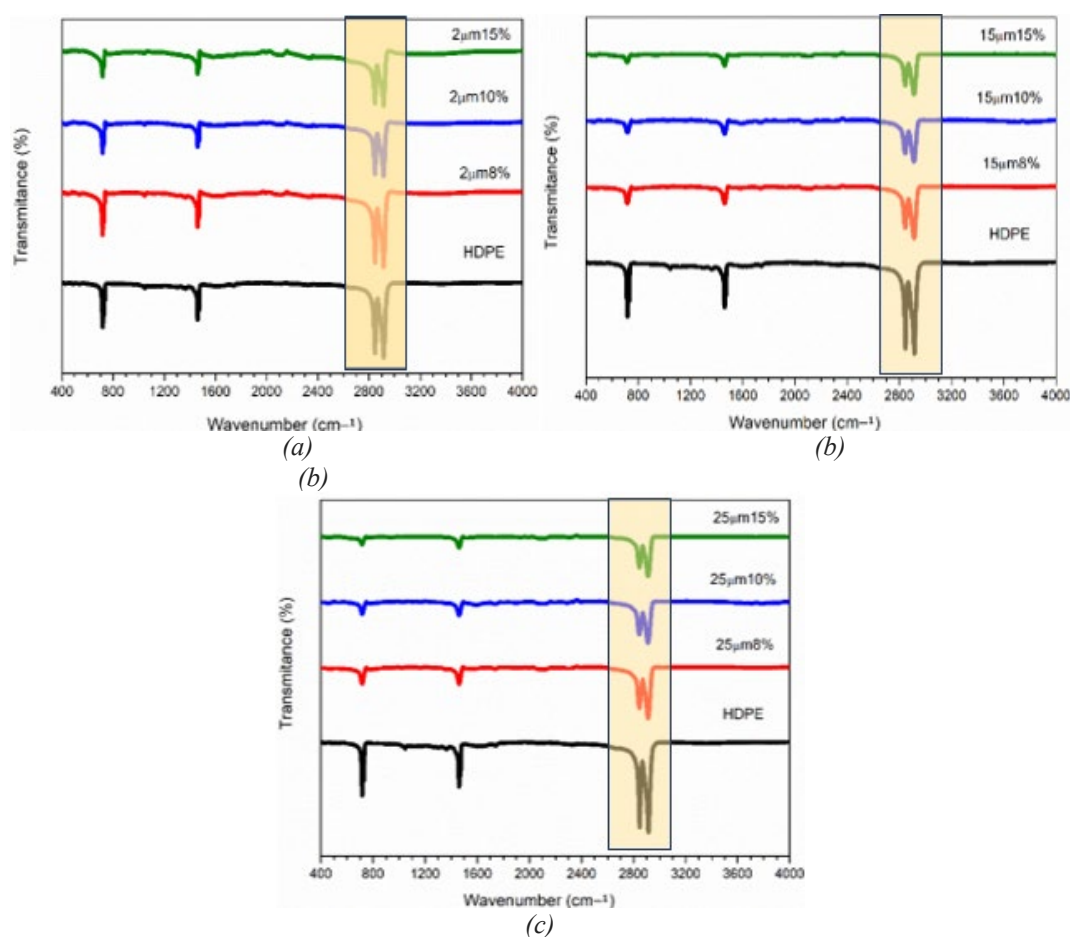 2μm15%
2μm10%
2μm8%
HDPE
Transmitance (%)
400 800 1200 1600 2000 2400 2800 3200 3600 4000
Wavenumber (cm⁻¹)
(a)
15μm15%
15μm10%
15μm8%
HDPE
Transmitance (%)
400 800 1200 1600 2000 2400 2800 3200 3600 4000
Wavenumber (cm⁻¹)
(b)
(b)
25μm15%
25μm10%
25μm8%
HDPE
Transmitance (%)
400 800 1200 1600 2000 2400 2800 3200 3600 4000
Wavenumber (cm⁻¹)
(c)